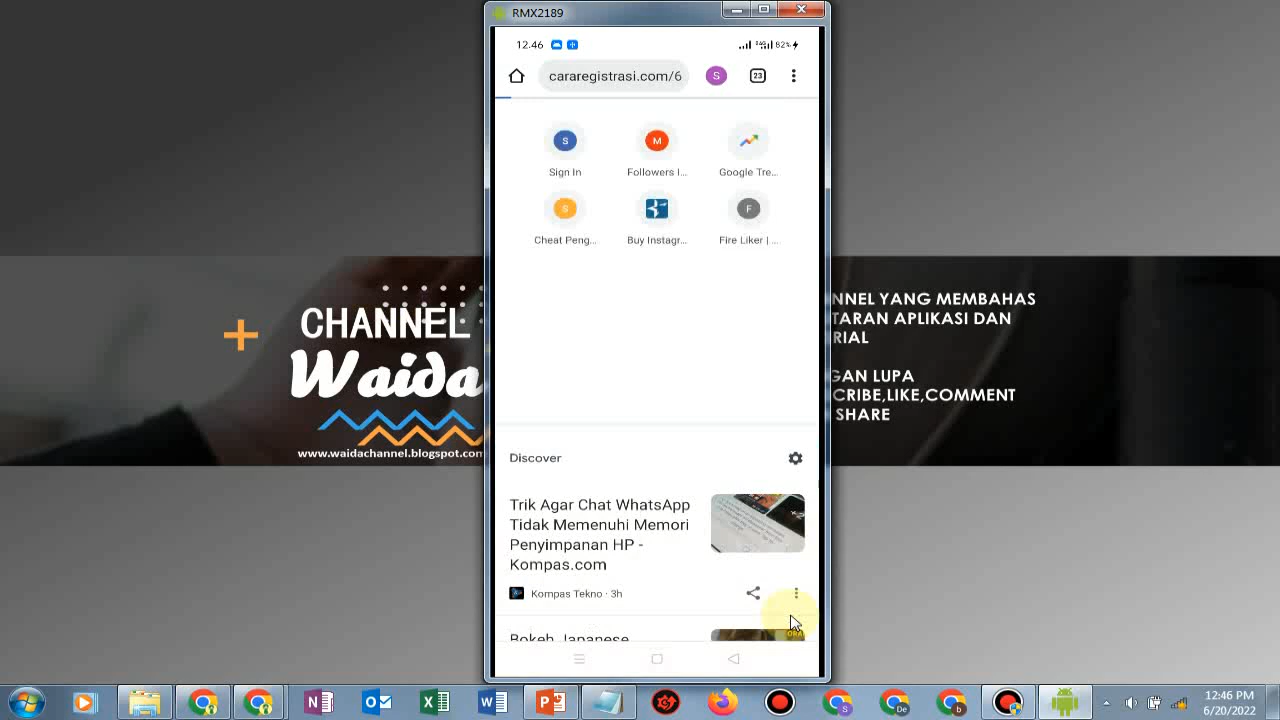 RMX2189
12.46
82%
cararegistrasi.com/6
S
23
S
M
Sign In
Followers I...
Google Tre...
S
F
Cheat Peng...
Buy Instagr...
Fire Liker | ...
CHANNEL
Waida
www.waidachannel.blogspot.com
NNEL YANG MEMBAHAS
TARAN APLIKASI DAN
RIAL
GAN LUPA
CRIBE,LIKE,COMMENT
SHARE
Discover
Trik Agar Chat WhatsApp
Tidak Memenuhi Memori
Penyimpanan HP -
Kompas.com
+2
Kompas Tekno · 3h
Bokeh Japanese
12:46 PM
6/20/2022